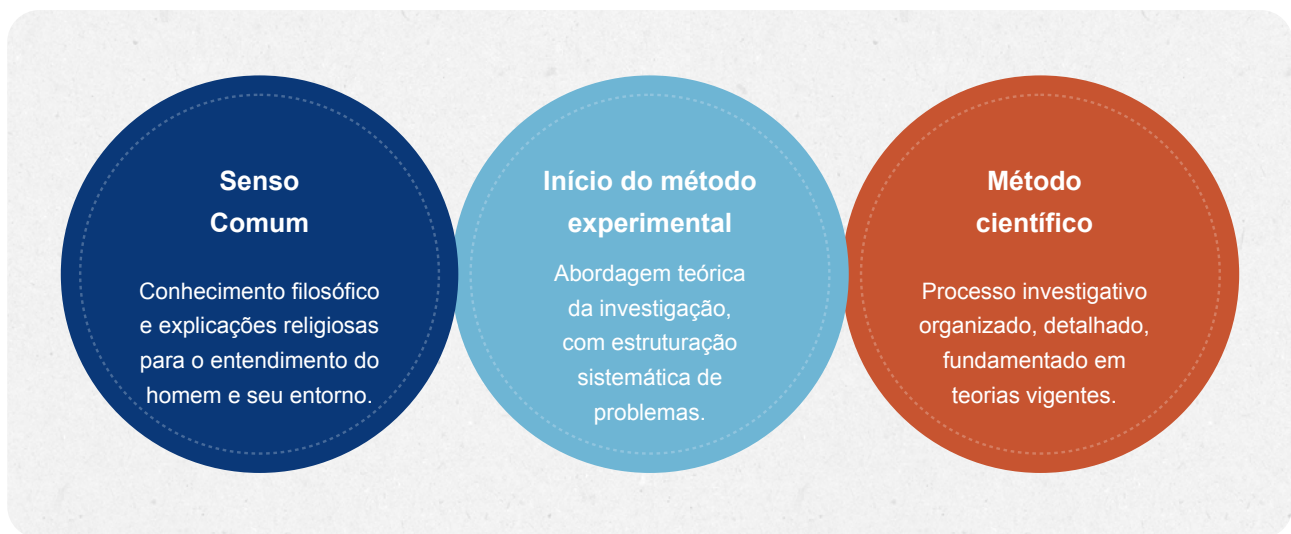 Senso
Comum
Conhecimento filosófico
e explicações religiosas
para o entendimento do
homem e seu entorno.
Início do método
experimental
Abordagem teórica
da investigação,
com estruturação
sistemática de
problemas.
Método
científico
Processo investigativo
organizado, detalhado,
fundamentado em
teorias vigentes.